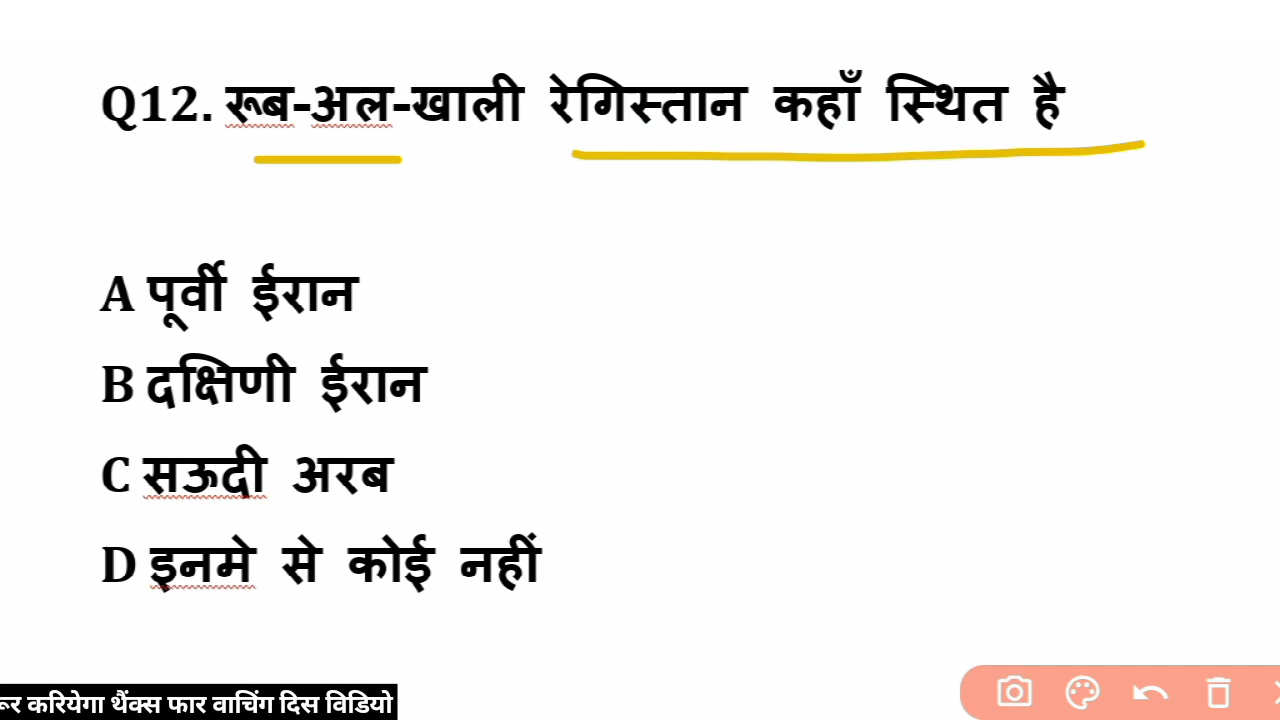 Q12. रूब-अल-खाली रेगिस्तान कहाँ स्थित है
A पूर्वी ईरान
B दक्षिणी ईरान
C सऊदी अरब
D इनमे से कोई नहीं
करियेगा थैंक्स फार वाचिंग दिस विडियो